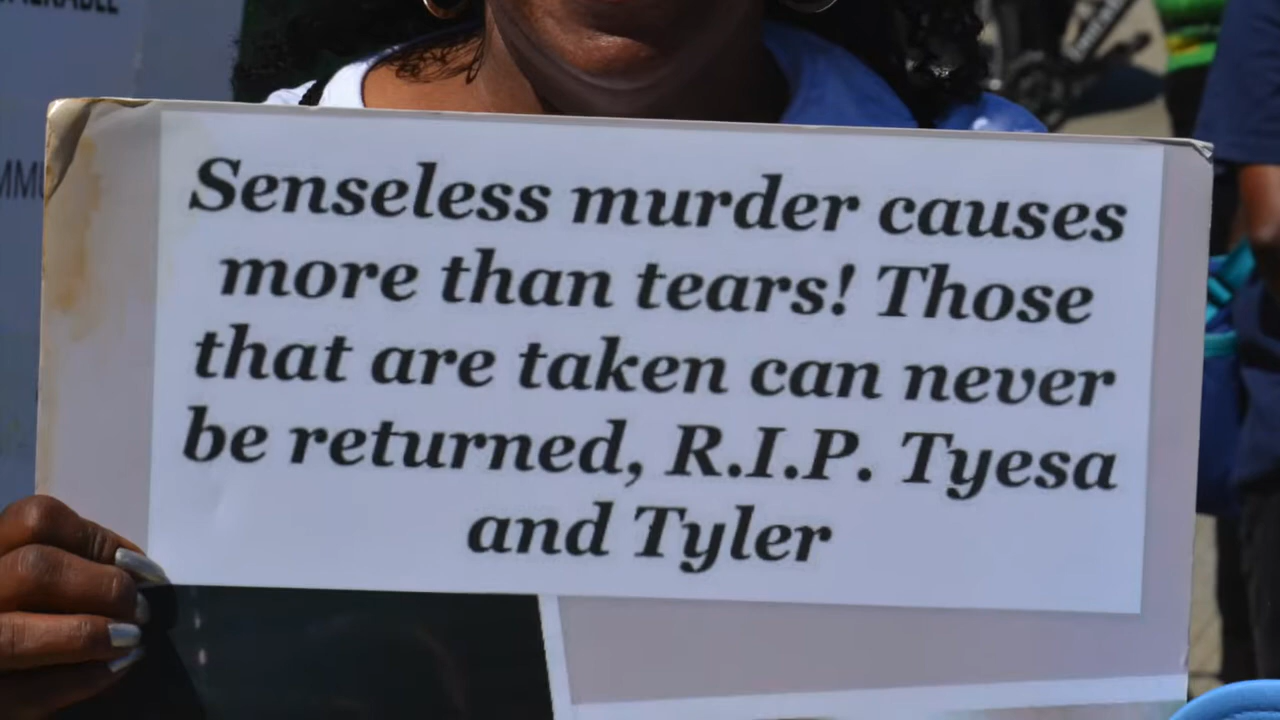 Senseless murder causes
more than tears! Those
that are taken can never
be returned, R.I.P. Tyesa
and Tyler